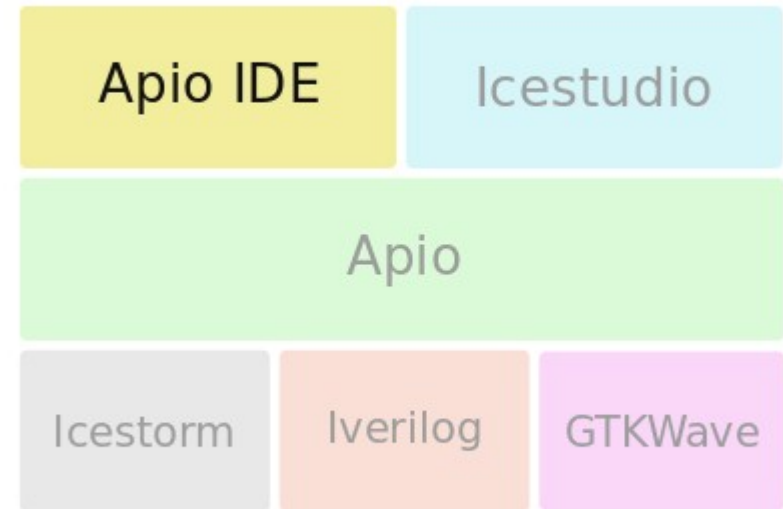 Apio IDE
Icestudio
Apio
Icestorm
Iverilog
GTKWave